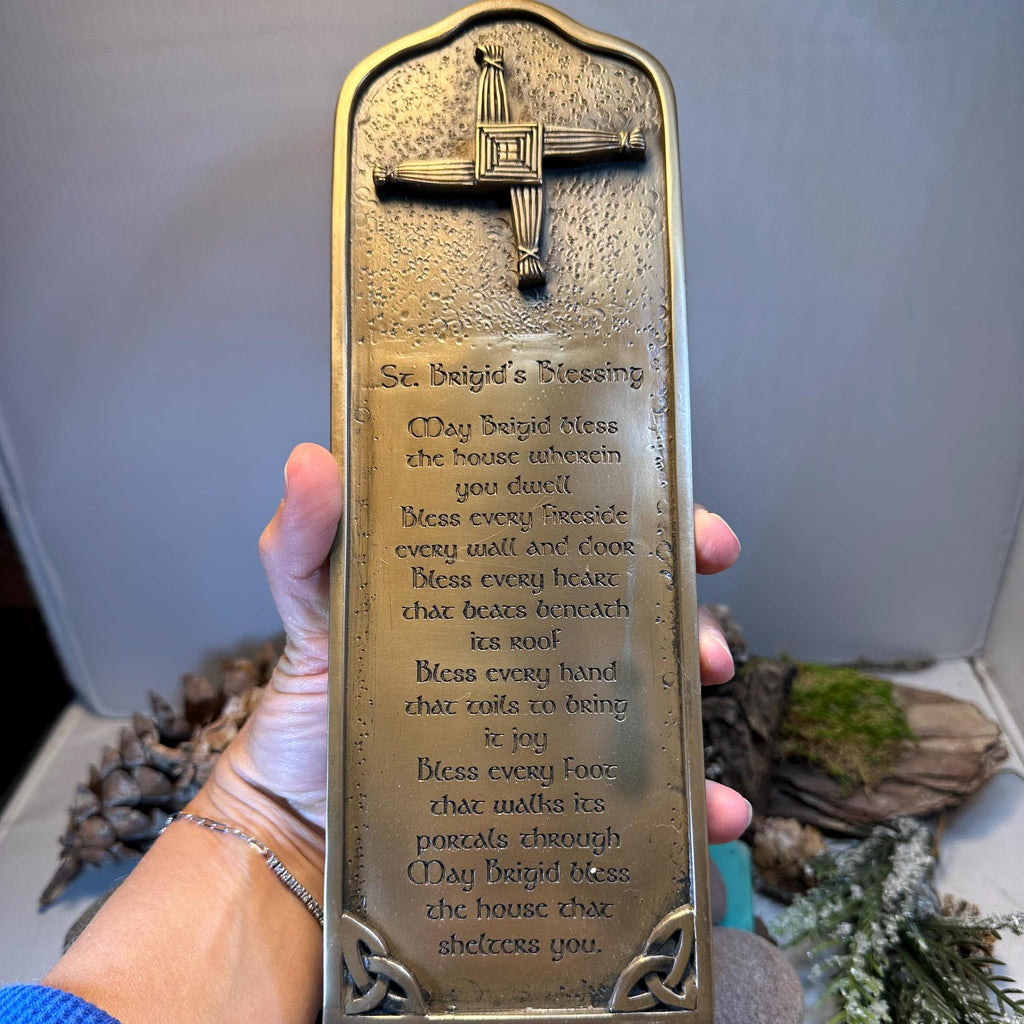 St. Brigid's Blessing
May Brigid bless
the house wherein
you dwell
Bless every fireside
every wall and door
Bless every heart
that beats beneath
its roof
Bless every hand
that toils to bring
it joy
Bless every foot
that walks its
portals through
May Brigid bless
the house that
shelters you.